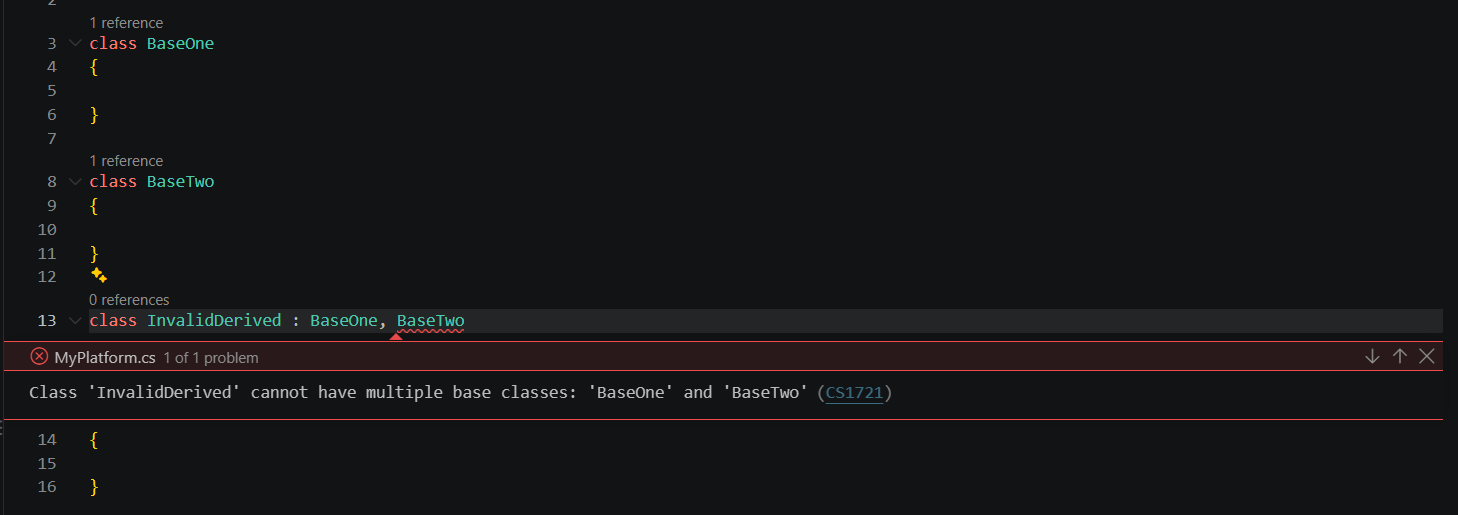 2
1 reference
3 class BaseOne
4 {
5
6 }
7
1 reference
8 class BaseTwo
9 {
10
11 }
12
0 references
13 class InvalidDerived : BaseOne, BaseTwo
MyPlatform.cs 1 of 1 problem
Class 'InvalidDerived' cannot have multiple base classes: 'BaseOne' and 'BaseTwo' (CS1721)
14 {
15
16 }